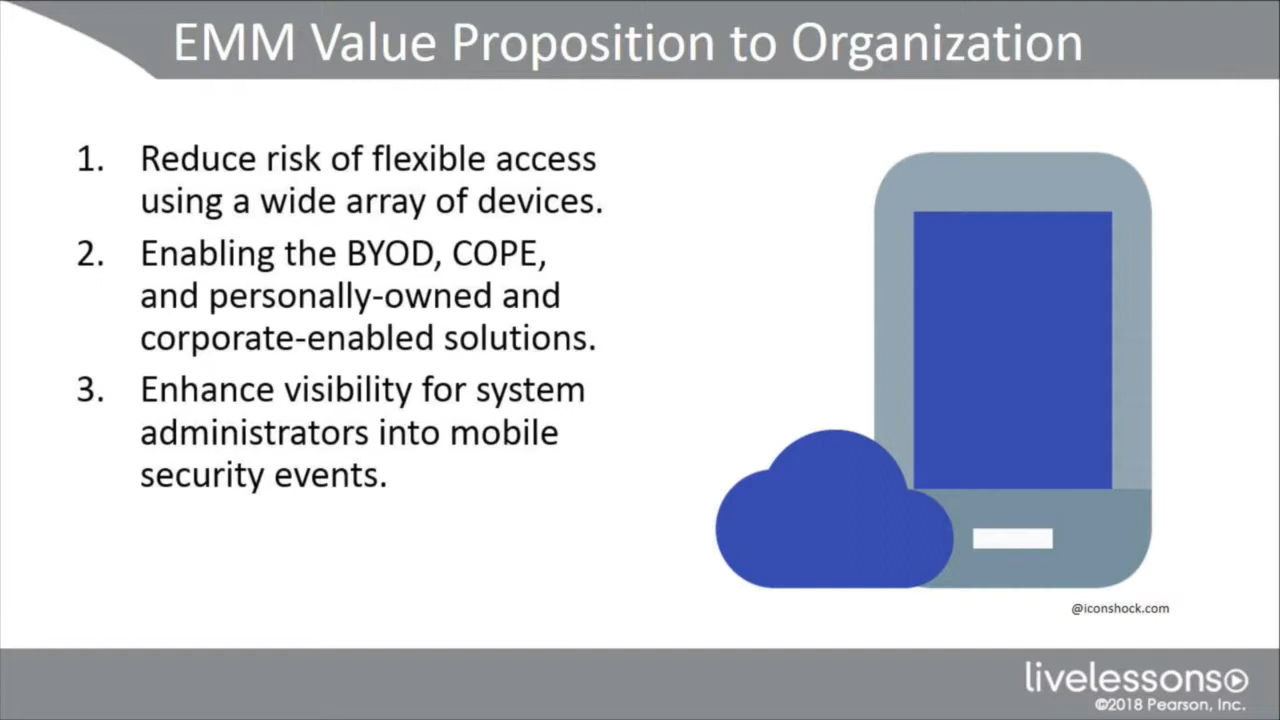 EMM Value Proposition to Organization
1. Reduce risk of flexible access
using a wide array of devices.
2. Enabling the BYOD, COPE,
and personally-owned and
corporate-enabled solutions.
3. Enhance visibility for system
administrators into mobile
security events.
@iconshock.com
livelessons
©2018 Pearson, Inc.